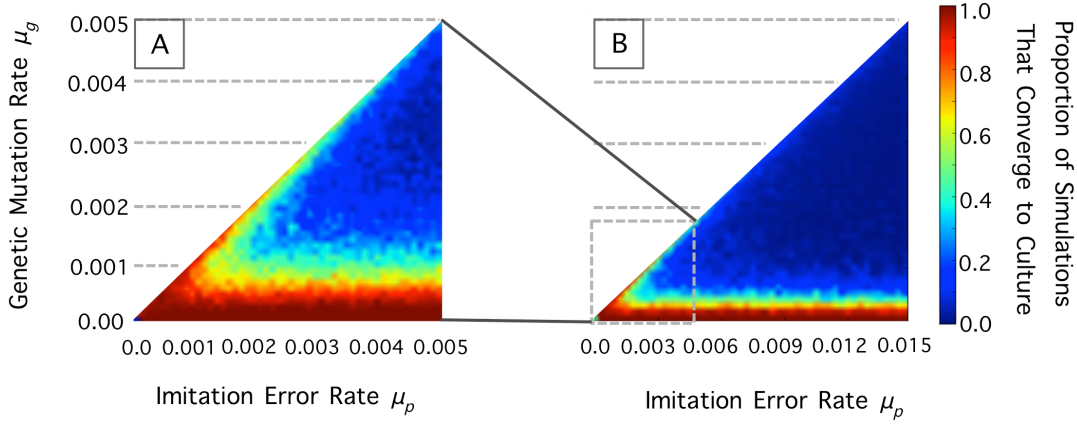 Genetic Mutation Rate μg
0.005
0.004
0.003
0.002
0.001
0.00
A
0.0 0.001 0.002 0.003 0.004 0.005
Imitation Error Rate μp
B
0.0 0.003 0.006 0.009 0.012 0.015
Imitation Error Rate μp
1.0
0.8
0.6
0.4
0.2
0.0
Proportion of Simulations
That Converge to Culture